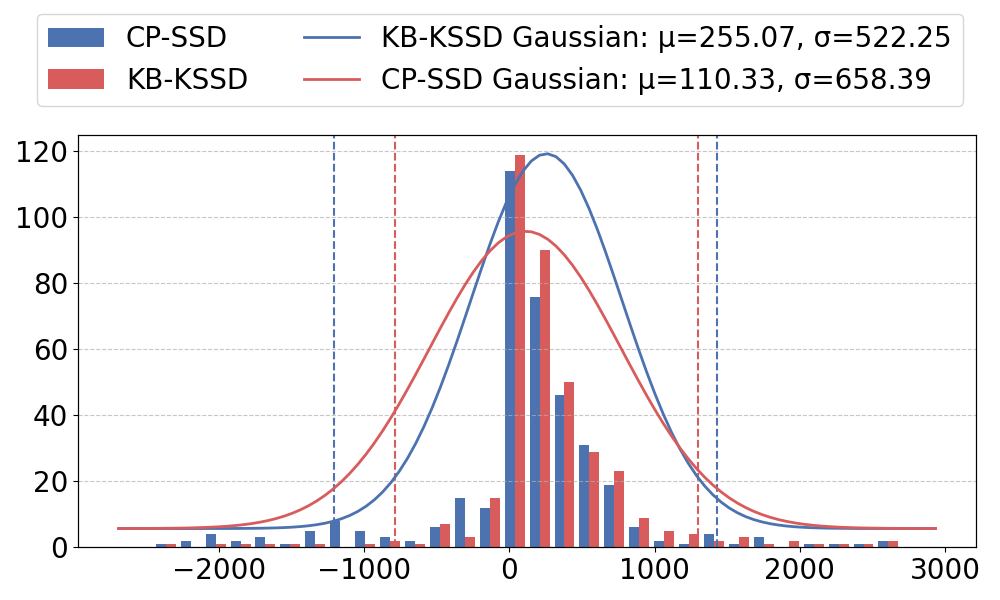 CP-SSD
KB-KSSD
KB-KSSD Gaussian: μ=255.07, σ=522.25
CP-SSD Gaussian: μ=110.33, σ=658.39
120
100
80
60
40
20
0
−2000 −1000 0 1000 2000 3000